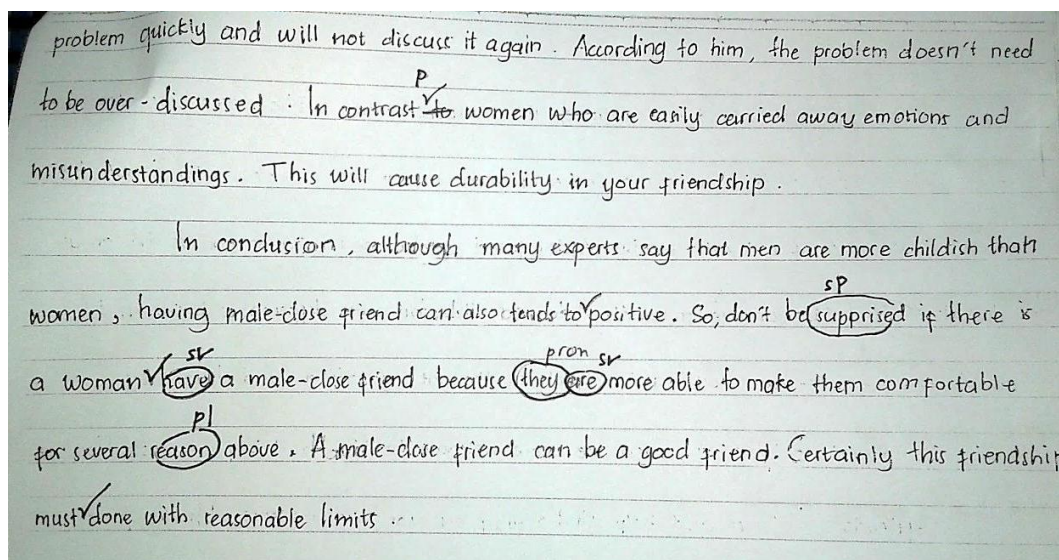 problem quickly and will not discuss it again. According to him, the problem doesn't need
P
to be over-discussed. In contrast to women who are easily carried away emotions and
misunderstandings. This will cause durability in your friendship.
In conclusion, although many experts say that men are more childish than
sp
women, having male-close friend can also tends to positive. So, don't be supprised if there is
sv pron sv
a woman have a male-close friend because they are more able to make them comfortable
pl
for several reason above. A male-close friend can be a good friend. Certainly this friendship
must done with reasonable limits